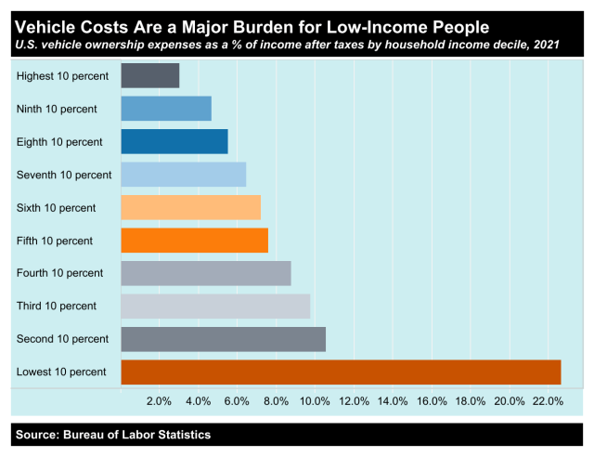 Vehicle Costs Are a Major Burden for Low-Income People
U.S. vehicle ownership expenses as a % of income after taxes by household income decile, 2021
Highest 10 percent
Ninth 10 percent
Eighth 10 percent
Seventh 10 percent
Sixth 10 percent
Fifth 10 percent
Fourth 10 percent
Third 10 percent
Second 10 percent
Lowest 10 percent
2.0% 4.0% 6.0% 8.0% 10.0% 12.0% 14.0% 16.0% 18.0% 20.0% 22.0%
Source: Bureau of Labor Statistics